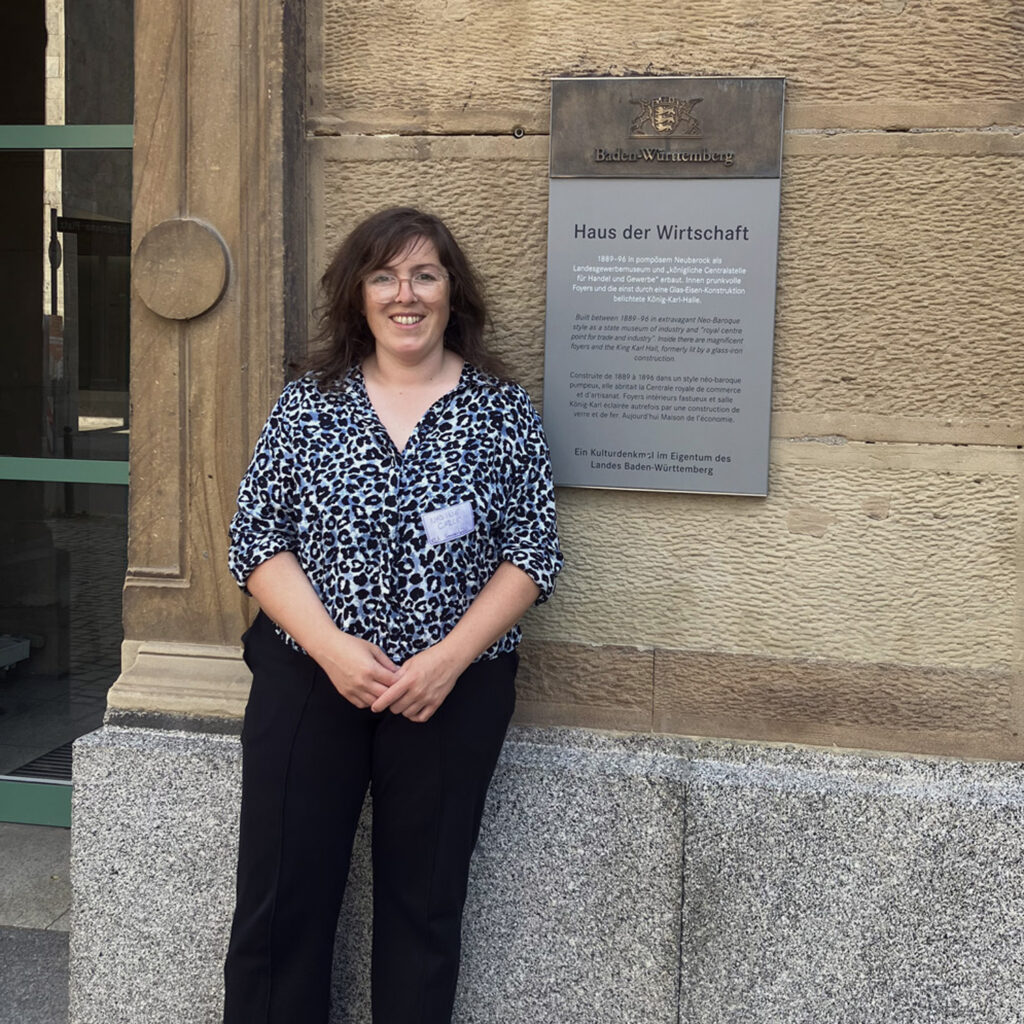 Baden-Württemberg
Haus der Wirtschaft
1889-96 in pompösem Neubarock als
Landesgewerbemuseum und „königliche Centralstelle
für Handel und Gewerbe“ erbaut. Innen prunkvolle
Foyers und die einst durch eine Glas-Eisen-Konstruktion
belichtete König-Karl-Halle.
Built between 1889-96 in extravagant Neo-Baroque
style as a state museum of industry and "royal centre
point for trade and industry". Inside there are magnificent
foyers and the King Karl Hall, formerly lit by a glass-iron
construction.
Construite de 1889 à 1896 dans un style néo-baroque
pompeux, elle abritait la Centrale royale de commerce
et d'artisanat. Foyers intérieurs fastueux et salle
König-Karl éclairée autrefois par une construction de
verre et de fer. Aujourd'hui Maison de l'économie.
Ein Kulturdenkmal im Eigentum des
Landes Baden-Württemberg